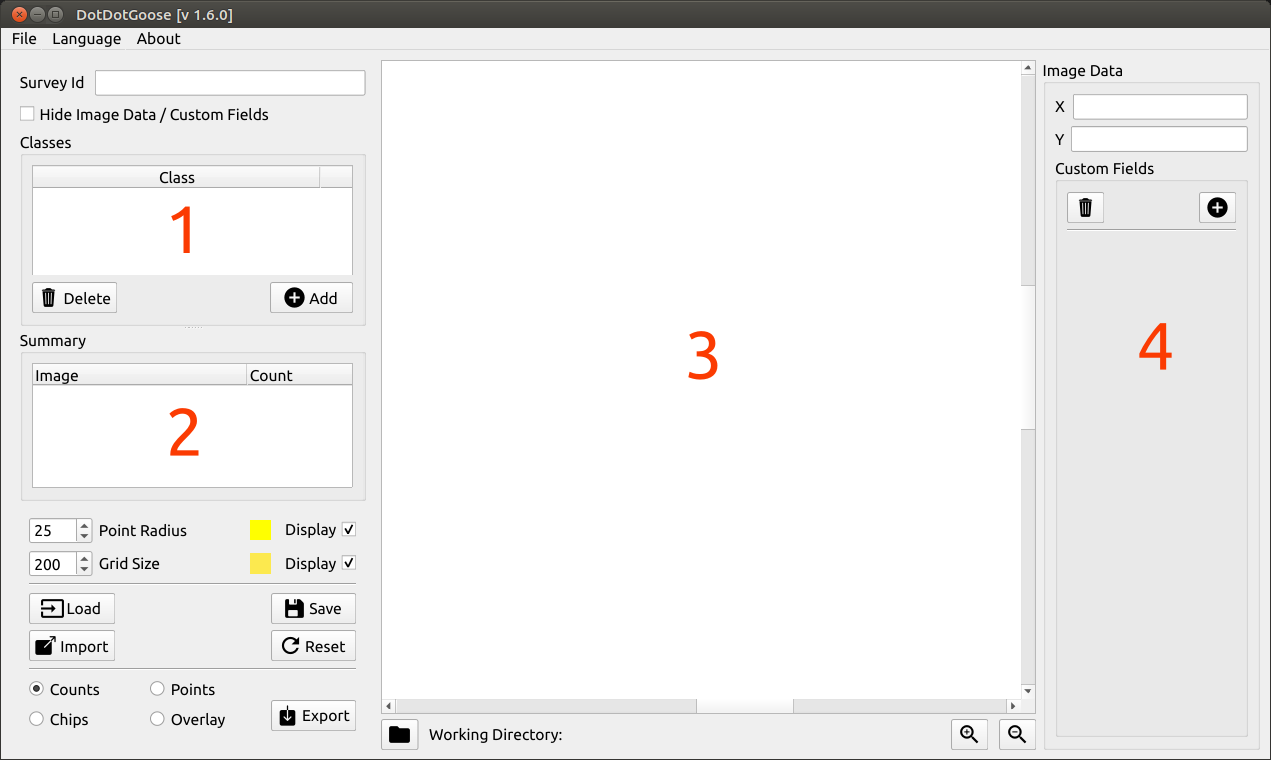 DotDotGoose [v 1.6.0]
File Language About
Survey Id
Hide Image Data / Custom Fields
Classes
Class
1
Delete Add
Summary
Image Count
2
25 Point Radius Display
200 Grid Size Display
Load Save
Import Reset
Counts Points
Chips Overlay Export
3
Working Directory:
Image Data
X
Y
Custom Fields
4